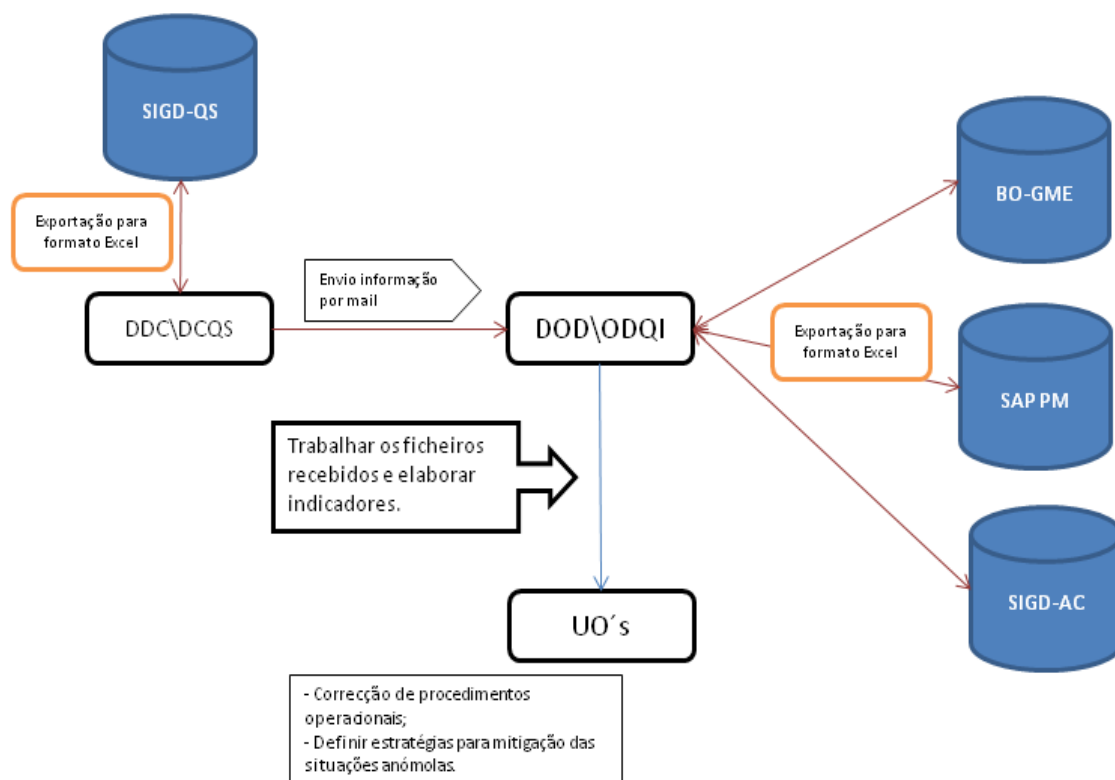 SIGD-QS
Exportação para
formato Excel
BO-GME
Envio informação
por mail
DDC\DCQS
DOD\ODQI
Exportação para
formato Excel
SAP PM
Trabalhar os ficheiros
recebidos e elaborar
indicadores.
SIGD-AC
UO´s
- Correcção de procedimentos
operacionais;
- Definir estratégias para mitigação das
situações anómolas.